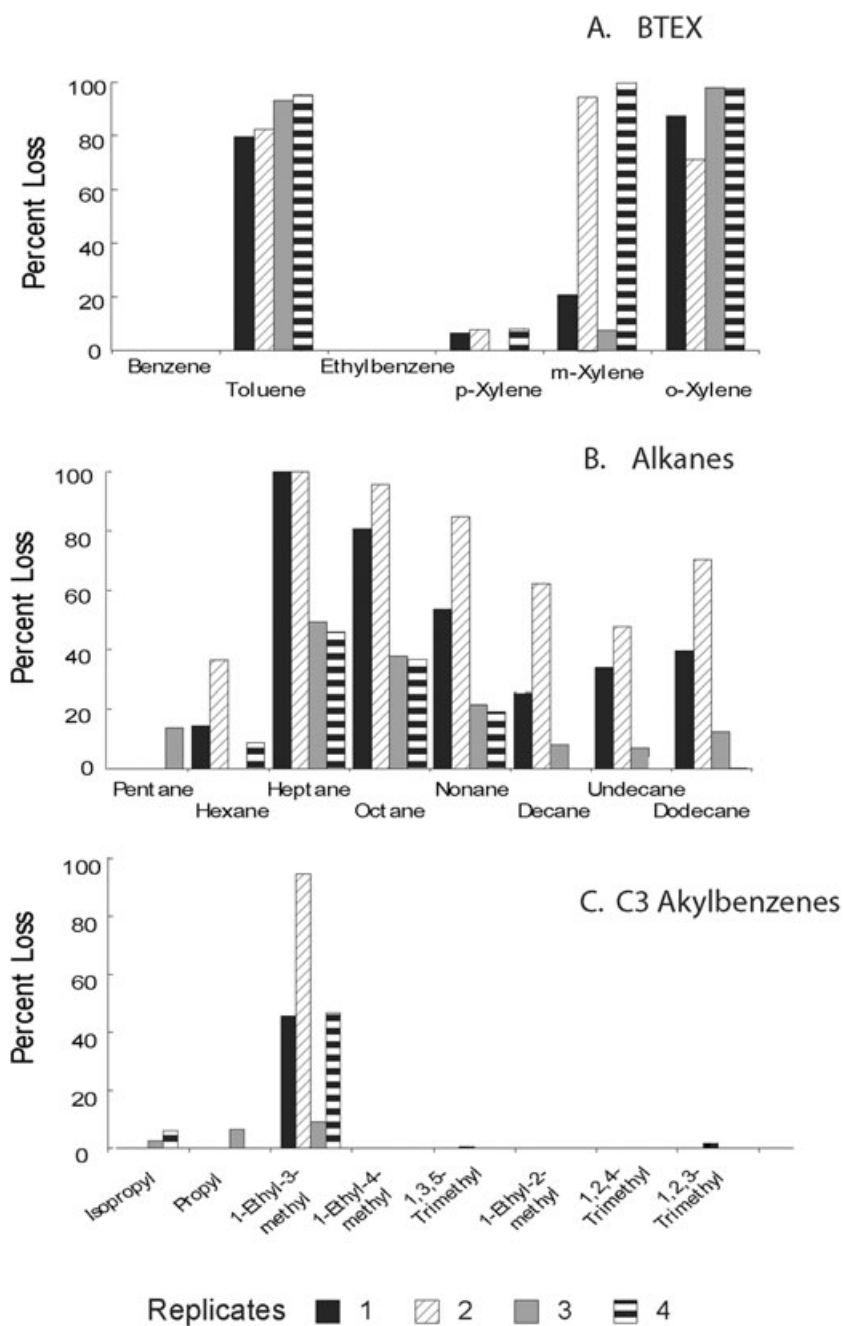 A. BTEX
Percent Loss
100
80
60
40
20
0
Benzene
Toluene
Ethylbenzene
p-Xylene
m-Xylene
o-Xylene
B. Alkanes
Percent Loss
100
80
60
40
20
0
Pentane
Hexane
Heptane
Octane
Nonane
Decane
Undecane
Dodecane
C. C3 Akylbenzenes
Percent Loss
100
80
60
40
20
0
Isopropyl
Propyl
1-Ethyl-3-
methyl
1-Ethyl-4-
methyl
1,3,5-
Trimethyl
1-Ethyl-2-
methyl
1,2,4-
Trimethyl
1,2,3-
Trimethyl
Replicates 1 2 3 4